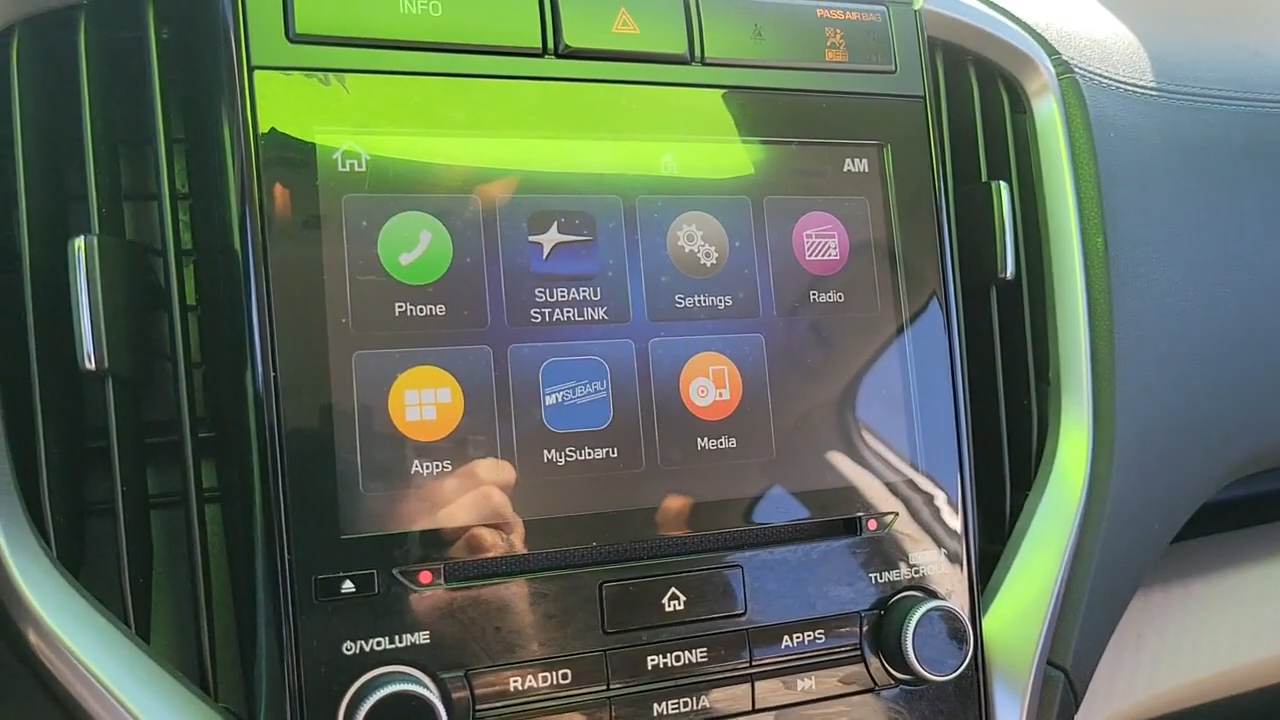 INFO
PASS AIR BAG
OFF
AM
Phone
SUBARU
STARLINK
Settings
Radio
MYSUBARU
Apps
MySubaru
Media
TUNE/SCROLL
/VOLUME
RADIO
PHONE
APPS
MEDIA